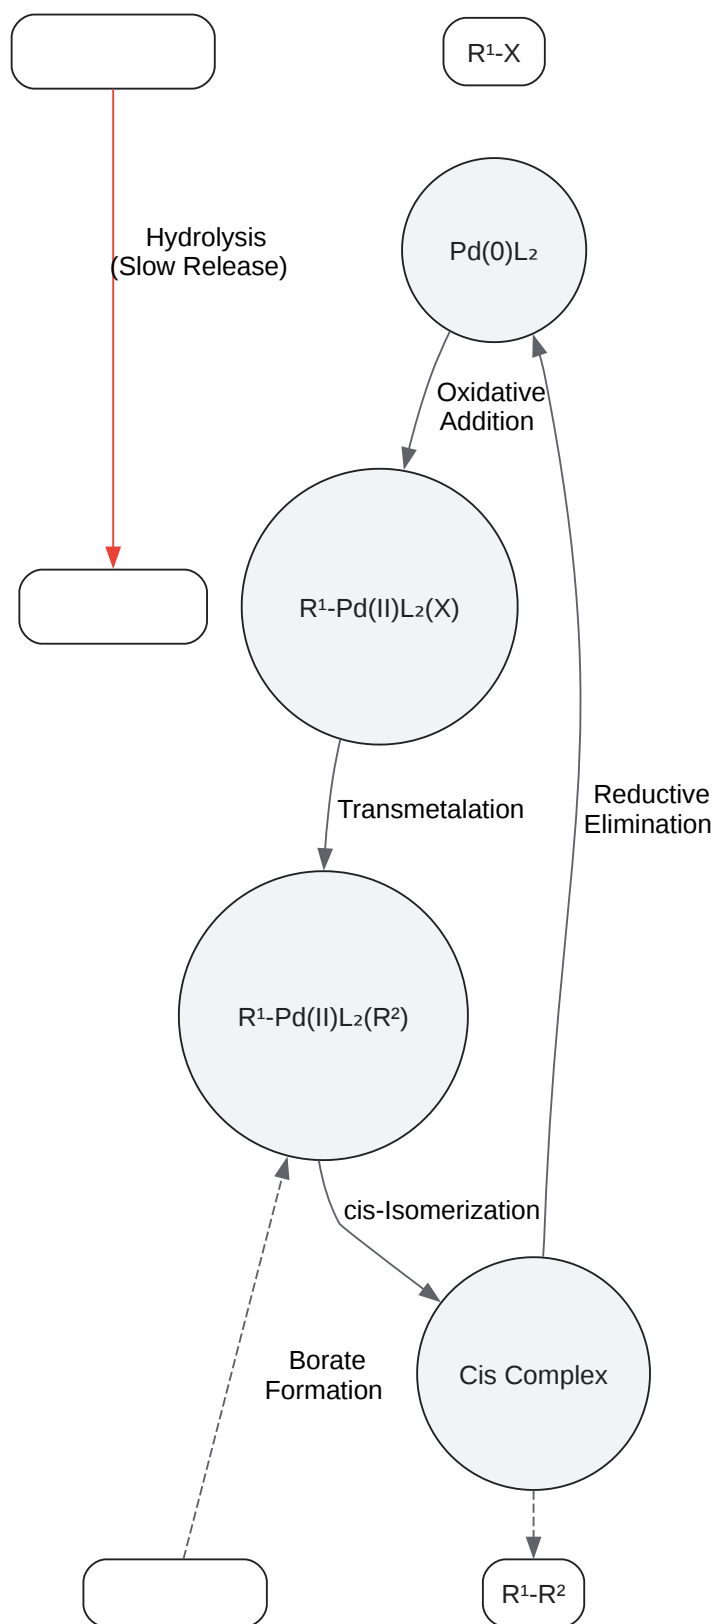 R¹-X
Pd(0)L₂
Hydrolysis
(Slow Release)
Oxidative
Addition
R¹-Pd(II)L₂(X)
Reductive
Elimination
Transmetalation
R¹-Pd(II)L₂(R²)
cis-Isomerization
Borate
Formation
Cis Complex
R¹-R²